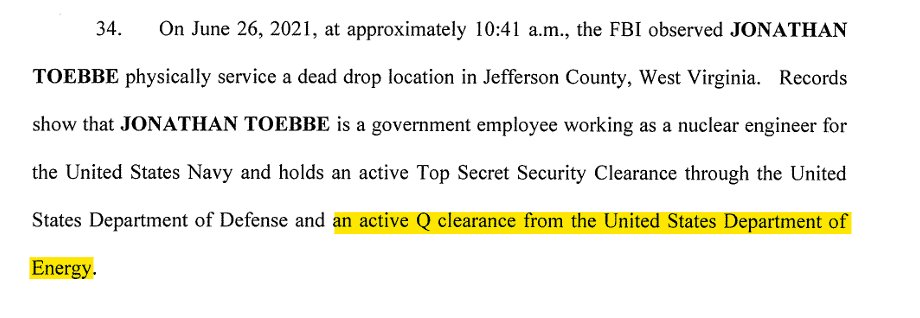 34. On June 26, 2021, at approximately 10:41 a.m., the FBI observed JONATHAN
TOEBBE physically service a dead drop location in Jefferson County, West Virginia. Records
show that JONATHAN TOEBBE is a government employee working as a nuclear engineer for
the United States Navy and holds an active Top Secret Security Clearance through the United
States Department of Defense and an active Q clearance from the United States Department of
Energy.